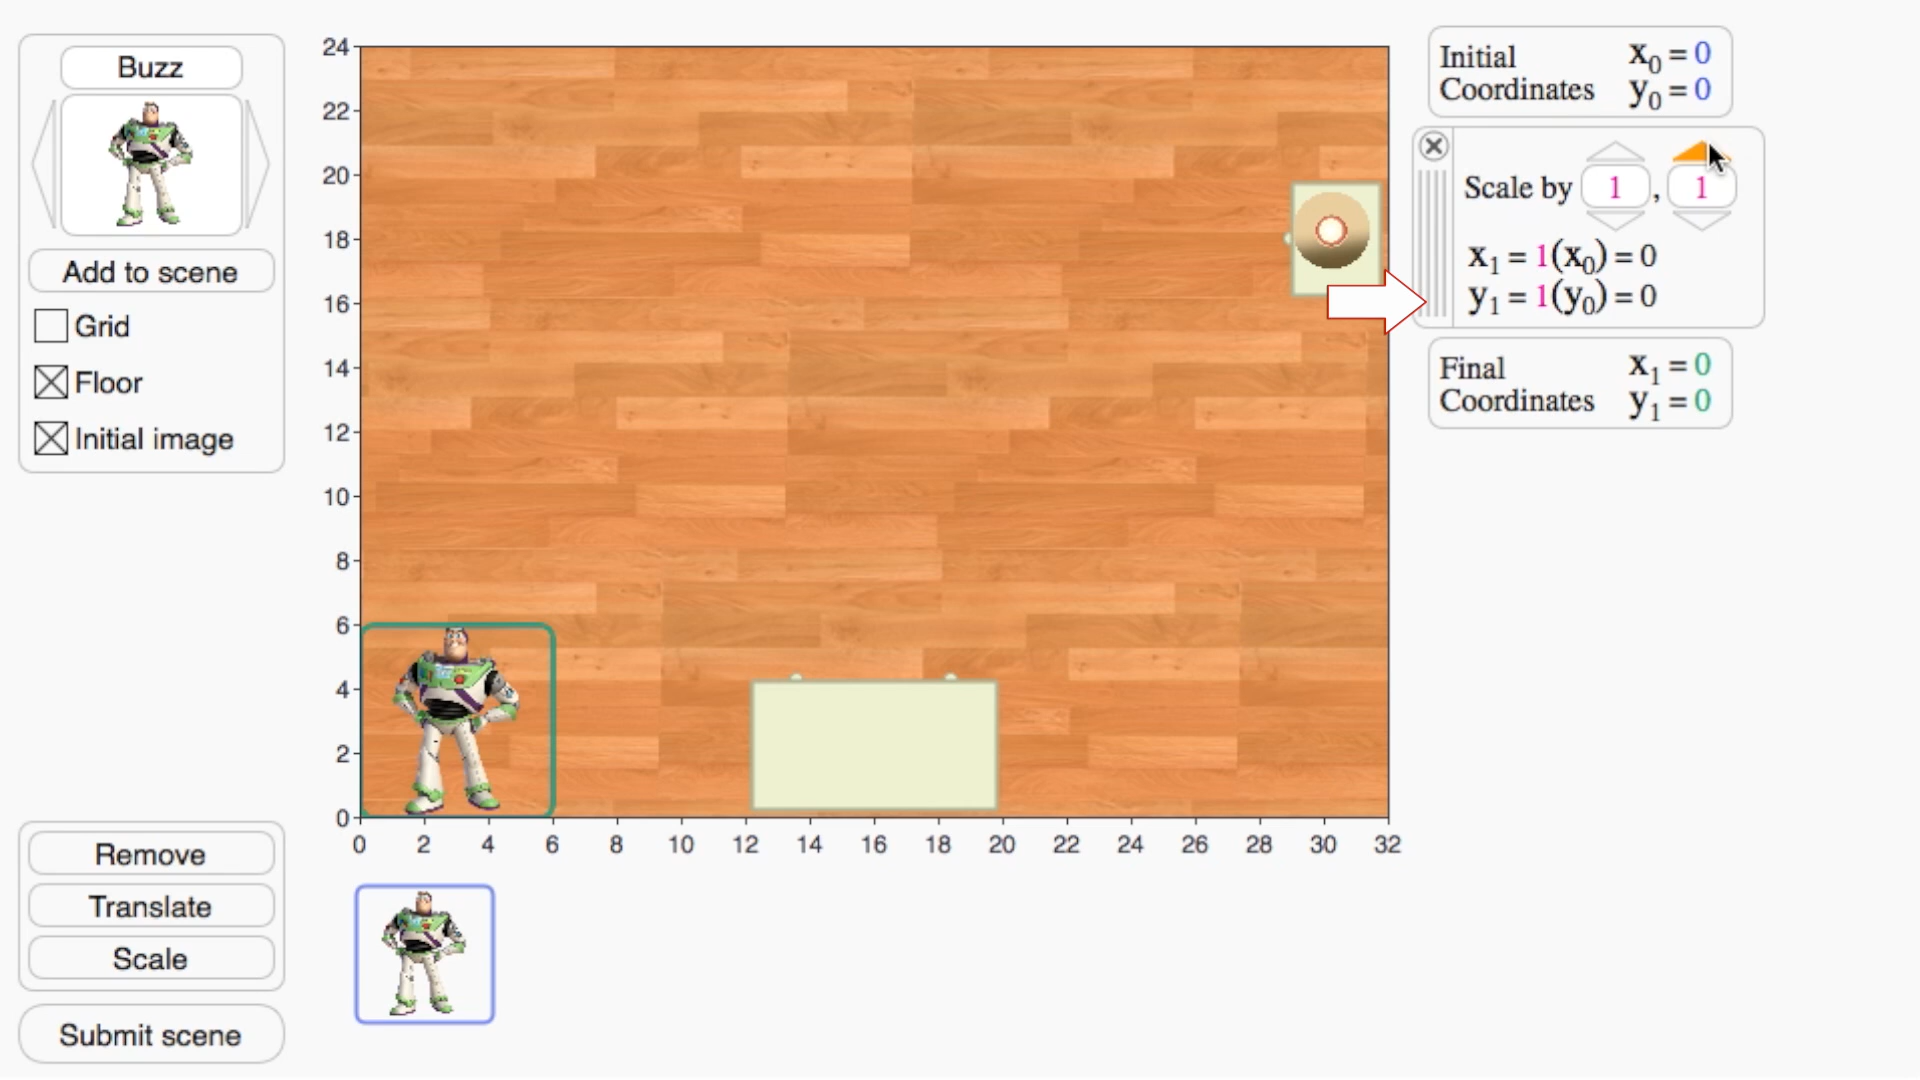 Buzz
Add to scene
Grid
Floor
Initial image
Remove
Translate
Scale
Submit scene
24
22
20
18
16
14
12
10
8
6
4
2
0
0 2 4 6 8 10 12 14 16 18 20 22 24 26 28 30 32
Initial Coordinates
x₀ = 0
y₀ = 0
Scale by 1 , 1
x₁ = 1(x₀) = 0
y₁ = 1(y₀) = 0
Final Coordinates
x₁ = 0
y₁ = 0